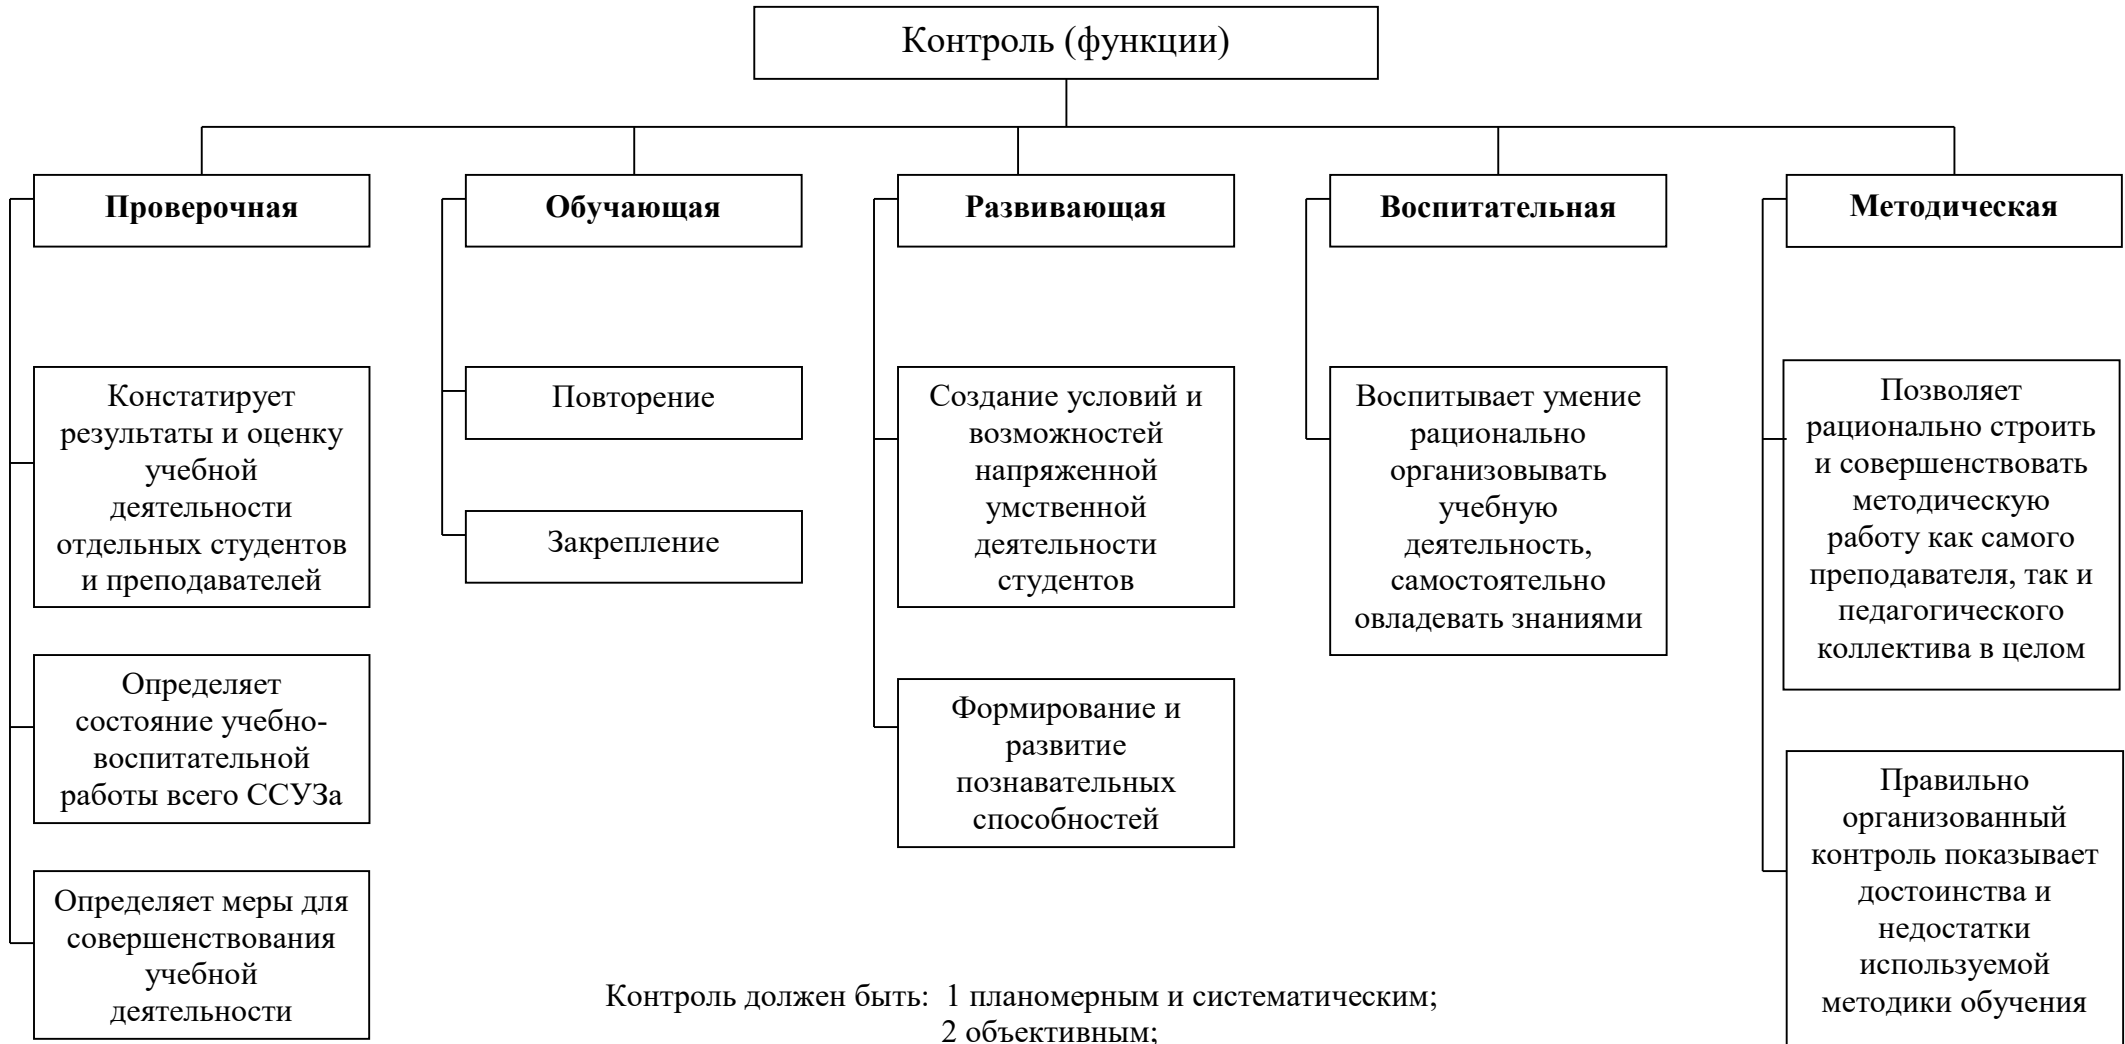 Контроль (функции)
Проверочная
Обучающая
Развивающая
Воспитательная
Методическая
Констатирует
результаты и оценку
учебной
деятельности
отдельных студентов
и преподавателей
Определяет
состояние учебно-
воспитательной
работы всего ССУЗа
Определяет меры для
совершенствования
учебной
деятельности
Повторение
Закрепление
Создание условий и
возможностей
напряженной
умственной
деятельности
студентов
Формирование и
развитие
познавательных
способностей
Воспитывает умение
рационально
организовывать
учебную
деятельность,
самостоятельно
овладевать знаниями
Позволяет
рационально строить
и совершенствовать
методическую
работу как самого
преподавателя, так и
педагогического
коллектива в целом
Правильно
организованный
контроль показывает
достоинства и
недостатки
используемой
методики обучения
Контроль должен быть: 1 планомерным и систематическим;
2 объективным;